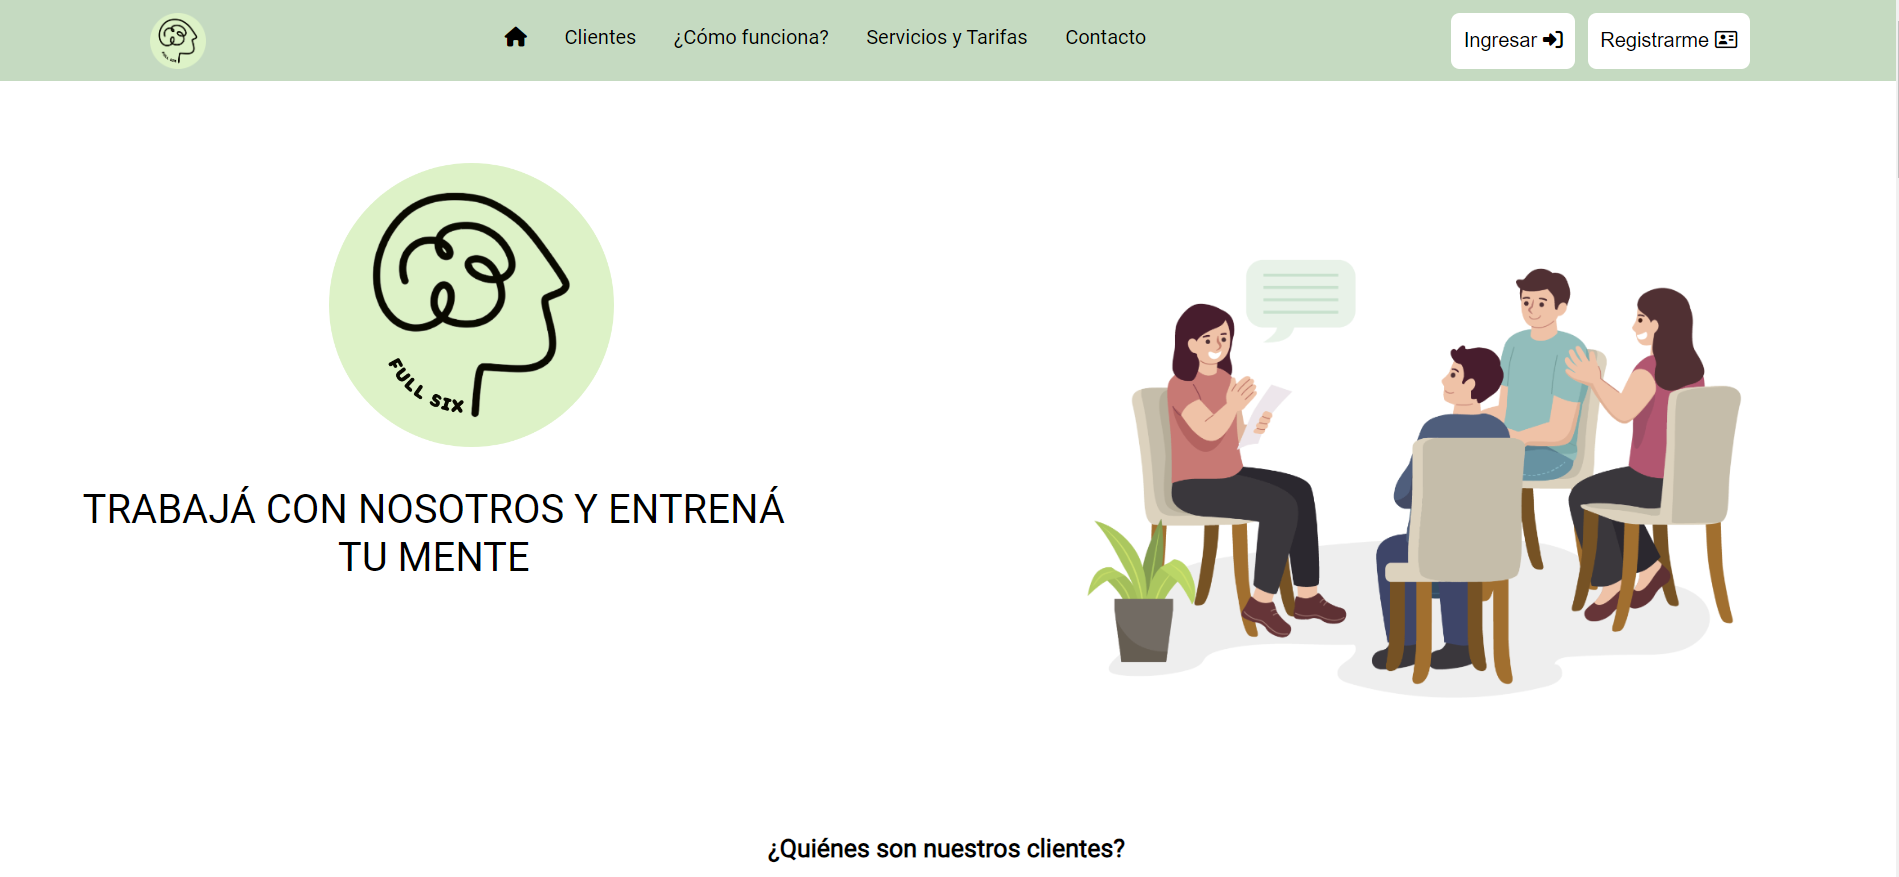 Clientes
¿Cómo funciona?
Servicios y Tarifas
Contacto
Ingresar
Registrarme
FULL SIX
TRABAJÁ CON NOSOTROS Y ENTRENÁ
TU MENTE
¿Quiénes son nuestros clientes?